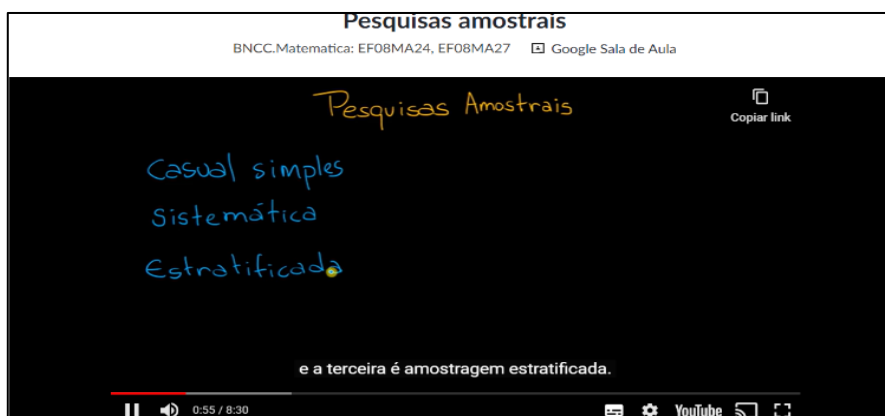 Pesquisas amostrais
BNCC.Matematica: EF08MA24, EF08MA27 Google Sala de Aula
Pesquisas Amostrais
Copiar link
Casual simples
Sistemática
Estratificada
e a terceira é amostragem estratificada.
0:55 / 8:30 YouTube